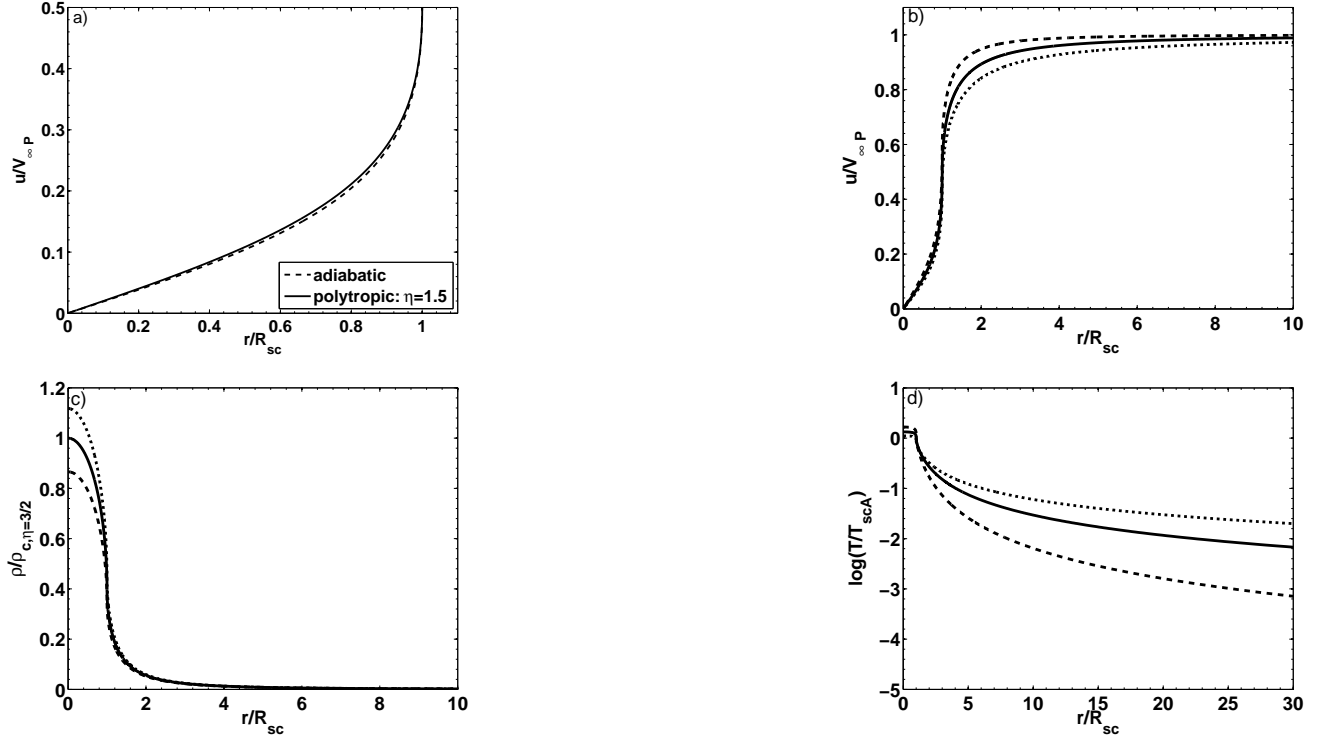 a)
0.5
0.4
0.3
0.2
0.1
0
u/V∞ P
0 0.2 0.4 0.6 0.8 1
r/Rsc
adiabatic
polytropic: η=1.5
b)
1
0.8
0.6
0.4
0.2
0
u/V∞ P
0 2 4 6 8 10
r/Rsc
c)
1.2
1
0.8
0.6
0.4
0.2
0
ρ/ρc,η=3/2
0 2 4 6 8 10
r/Rsc
d)
1
0
−1
−2
−3
−4
−5
log(T/TscA)
0 5 10 15 20 25 30
r/Rsc